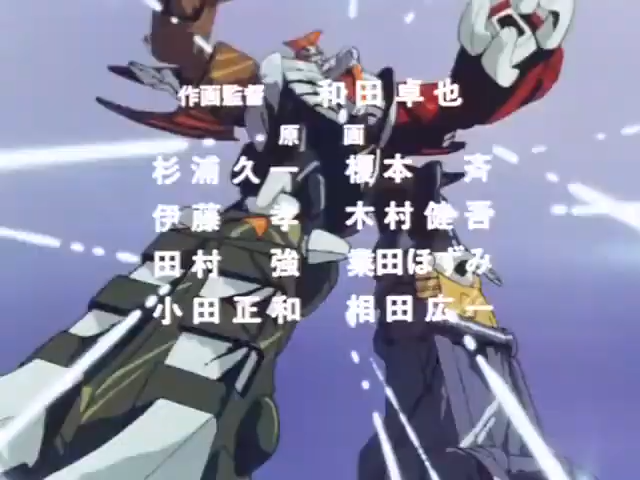 作画監督 和田卓也
原画
杉浦久一 榎本斉
伊藤孝 木村健吾
田村強 粟田ほずみ
小田正和 相田広一